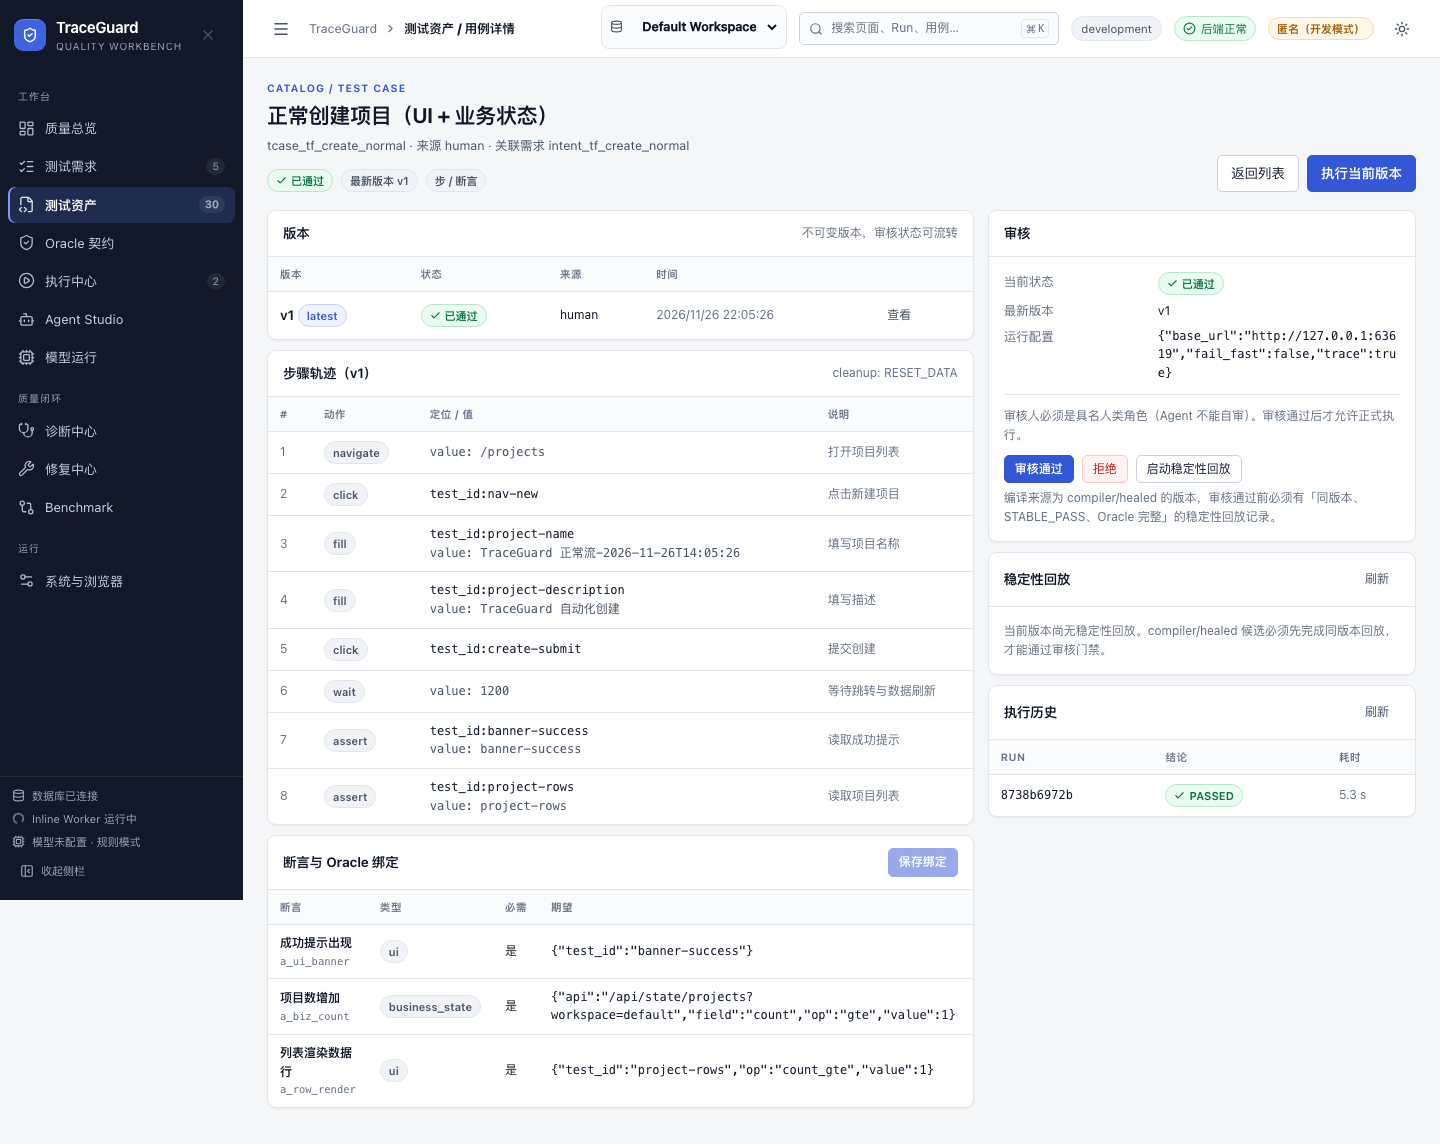 TraceGuard
QUALITY WORKBENCH
工作台
质量总览
测试需求 5
测试资产 30
Oracle 契约
执行中心 2
Agent Studio
模型运行
质量闭环
诊断中心
修复中心
Benchmark
运行
系统与浏览器
数据库已连接
Inline Worker 运行中
模型未配置 · 规则模式
收起侧栏
TraceGuard > 测试资产 / 用例详情
Default Workspace
搜索页面、Run、用例... ⌘K
development
后端正常
匿名（开发模式）
CATALOG / TEST CASE
正常创建项目（UI + 业务状态）
tcase_tf_create_normal · 来源 human · 关联需求 intent_tf_create_normal
已通过 最新版本 v1 步 / 断言
返回列表 执行当前版本
版本 不可变版本，审核状态可流转
版本 状态 来源 时间
v1 latest 已通过 human 2026/11/26 22:05:26 查看
步骤轨迹（v1） cleanup: RESET_DATA
# 动作 定位 / 值 说明
1 navigate value: /projects 打开项目列表
2 click test_id:nav-new 点击新建项目
3 fill test_id:project-name 填写项目名称
value: TraceGuard 正常流-2026-11-26T14:05:26
4 fill test_id:project-description 填写描述
value: TraceGuard 自动化创建
5 click test_id:create-submit 提交创建
6 wait value: 1200 等待跳转与数据刷新
7 assert test_id:banner-success 读取成功提示
value: banner-success
8 assert test_id:project-rows 读取项目列表
value: project-rows
断言与 Oracle 绑定 保存绑定
断言 类型 必需 期望
成功提示出现 ui 是 {"test_id":"banner-success"}
a_ui_banner
项目数增加 business_state 是 {"api":"/api/state/projects?
workspace=default","field":"count","op":"gte","value":1}
a_biz_count
列表渲染数据
行 ui 是 {"test_id":"project-rows","op":"count_gte","value":1}
a_row_render
审核
当前状态 已通过
最新版本 v1
运行配置 {"base_url":"http://127.0.0.1:636
19","fail_fast":false,"trace":tru
e}
审核人必须是具名人类角色（Agent 不能自审）。审核通过后才允许正式执
行。
审核通过 拒绝 启动稳定性回放
编译来源为 compiler/healed 的版本，审核通过前必须有「同版本、
STABLE_PASS、Oracle 完整」的稳定性回放记录。
稳定性回放 刷新
当前版本尚无稳定性回放。compiler/healed 候选必须先完成同版本回放，
才能通过审核门禁。
执行历史 刷新
RUN 结论 耗时
8738b6972b PASSED 5.3 s